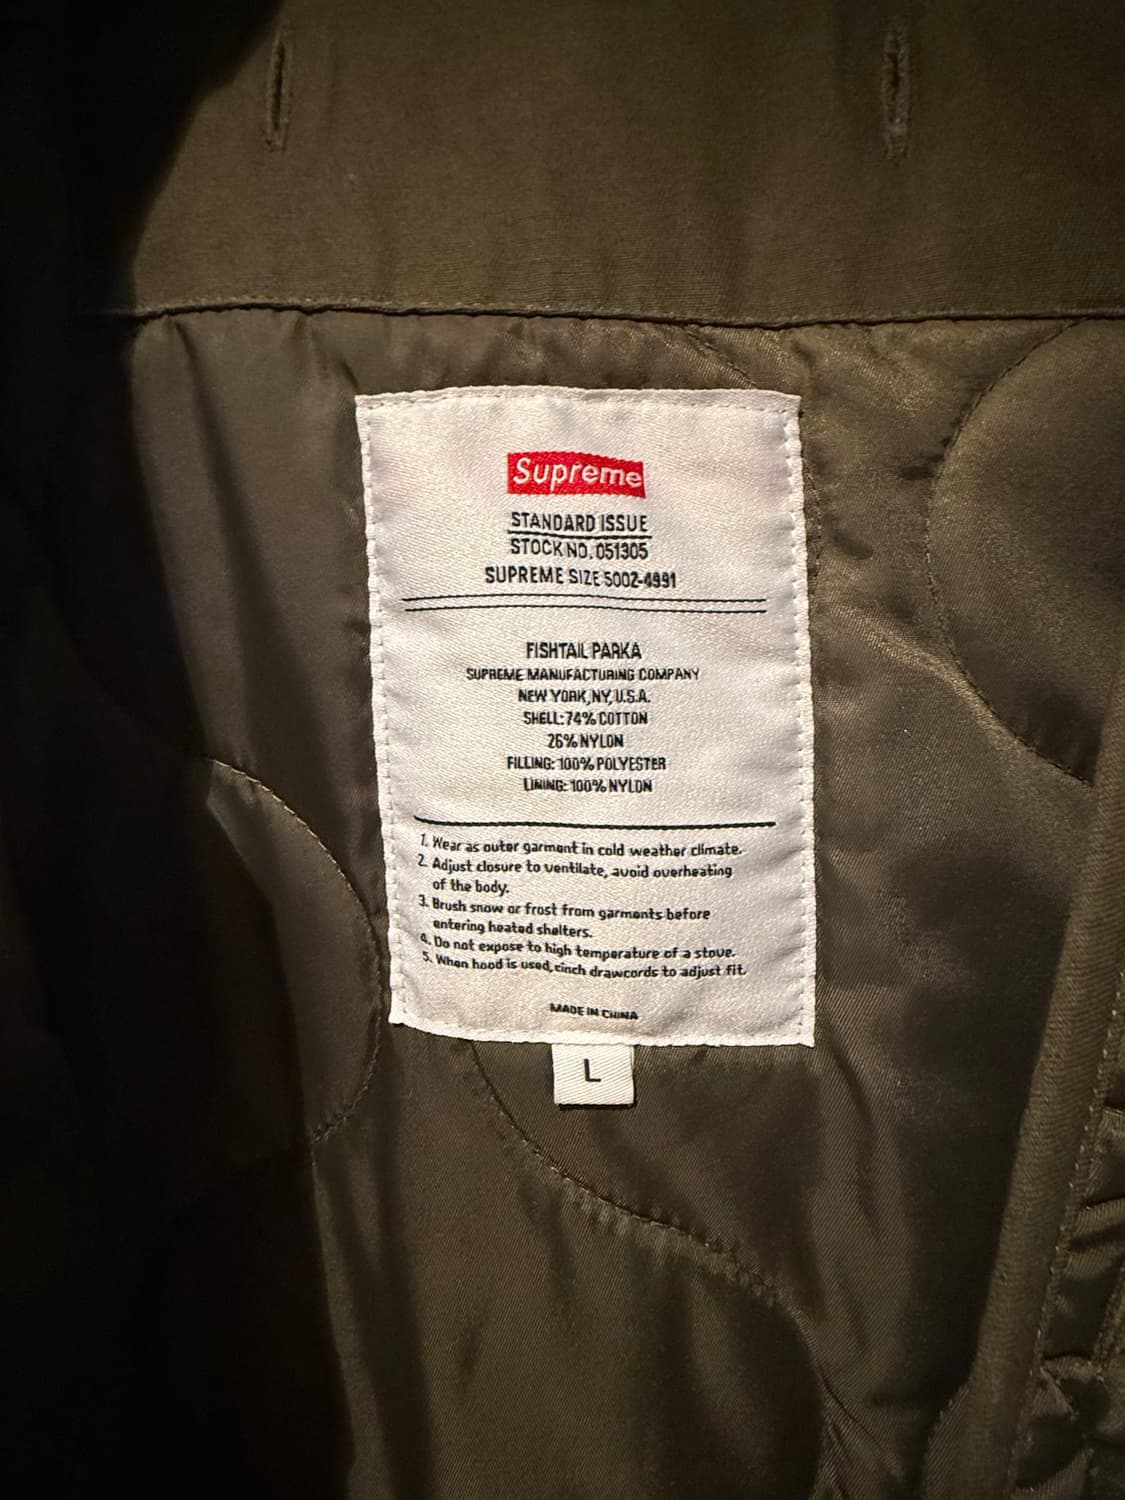 Supreme
STANDARD ISSUE
STOCK NO. 051305
SUPREME SIZE 5002-4991
FISHTAIL PARKA
SUPREME MANUFACTURING COMPANY
NEW YORK, NY, U.S.A.
SHELL: 74% COTTON
26% NYLON
FILLING: 100% POLYESTER
LINING: 100% NYLON
1. Wear as outer garment in cold weather climate.
2. Adjust closure to ventilate, avoid overheating
of the body.
3. Brush snow or frost from garments before
entering heated shelters.
4. Do not expose to high temperature of a stove.
5. When hood is used, cinch drawcords to adjust fit.
MADE IN CHINA
L